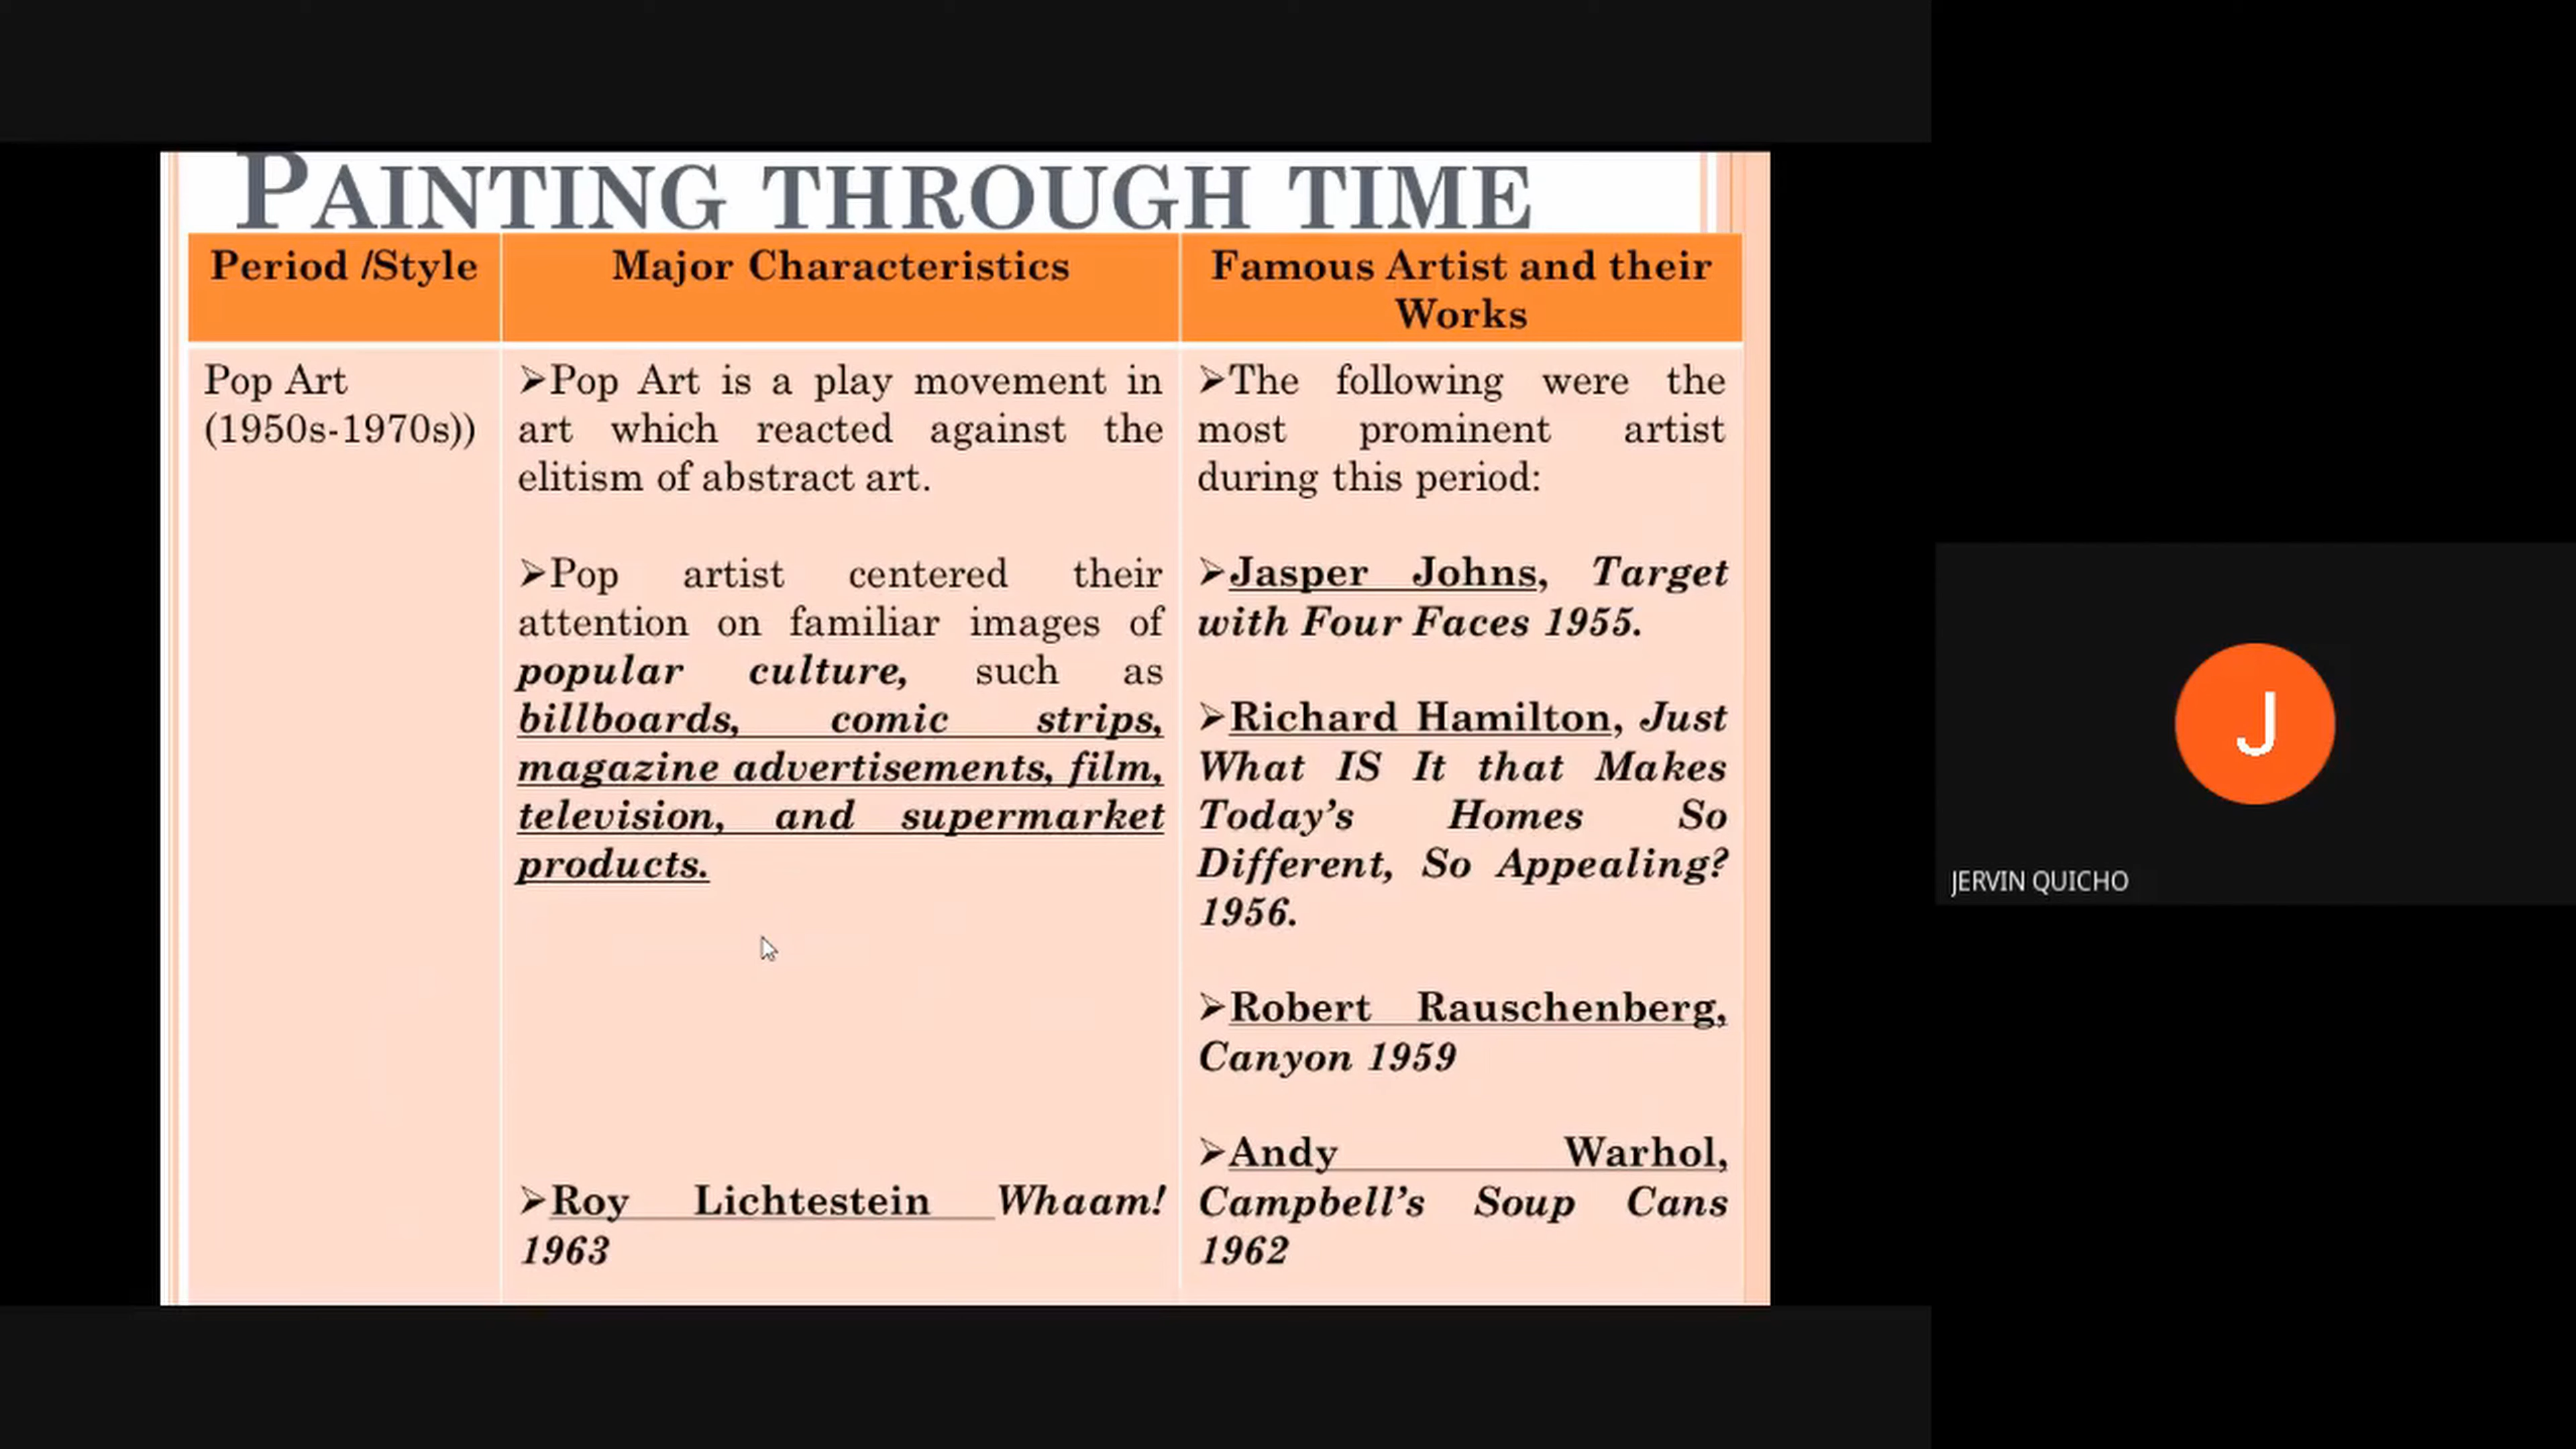 PAINTING THROUGH TIME
Period /Style
Major Characteristics
Famous Artist and their
Works
Pop Art
(1950s-1970s))
➢Pop Art is a play movement in
art which reacted against the
elitism of abstract art.
➢Pop artist centered their
attention on familiar images of
popular culture, such as
billboards, comic strips,
magazine advertisements, film,
television, and supermarket
products.
➢Roy Lichtestein Whaam!
1963
➢The following were the
most prominent artist
during this period:
➢Jasper Johns, Target
with Four Faces 1955.
➢Richard Hamilton, Just
What IS It that Makes
Today's Homes So
Different, So Appealing?
1956.
➢Robert Rauschenberg,
Canyon 1959
➢Andy Warhol,
Campbell's Soup Cans
1962
J
JERVIN QUICHO